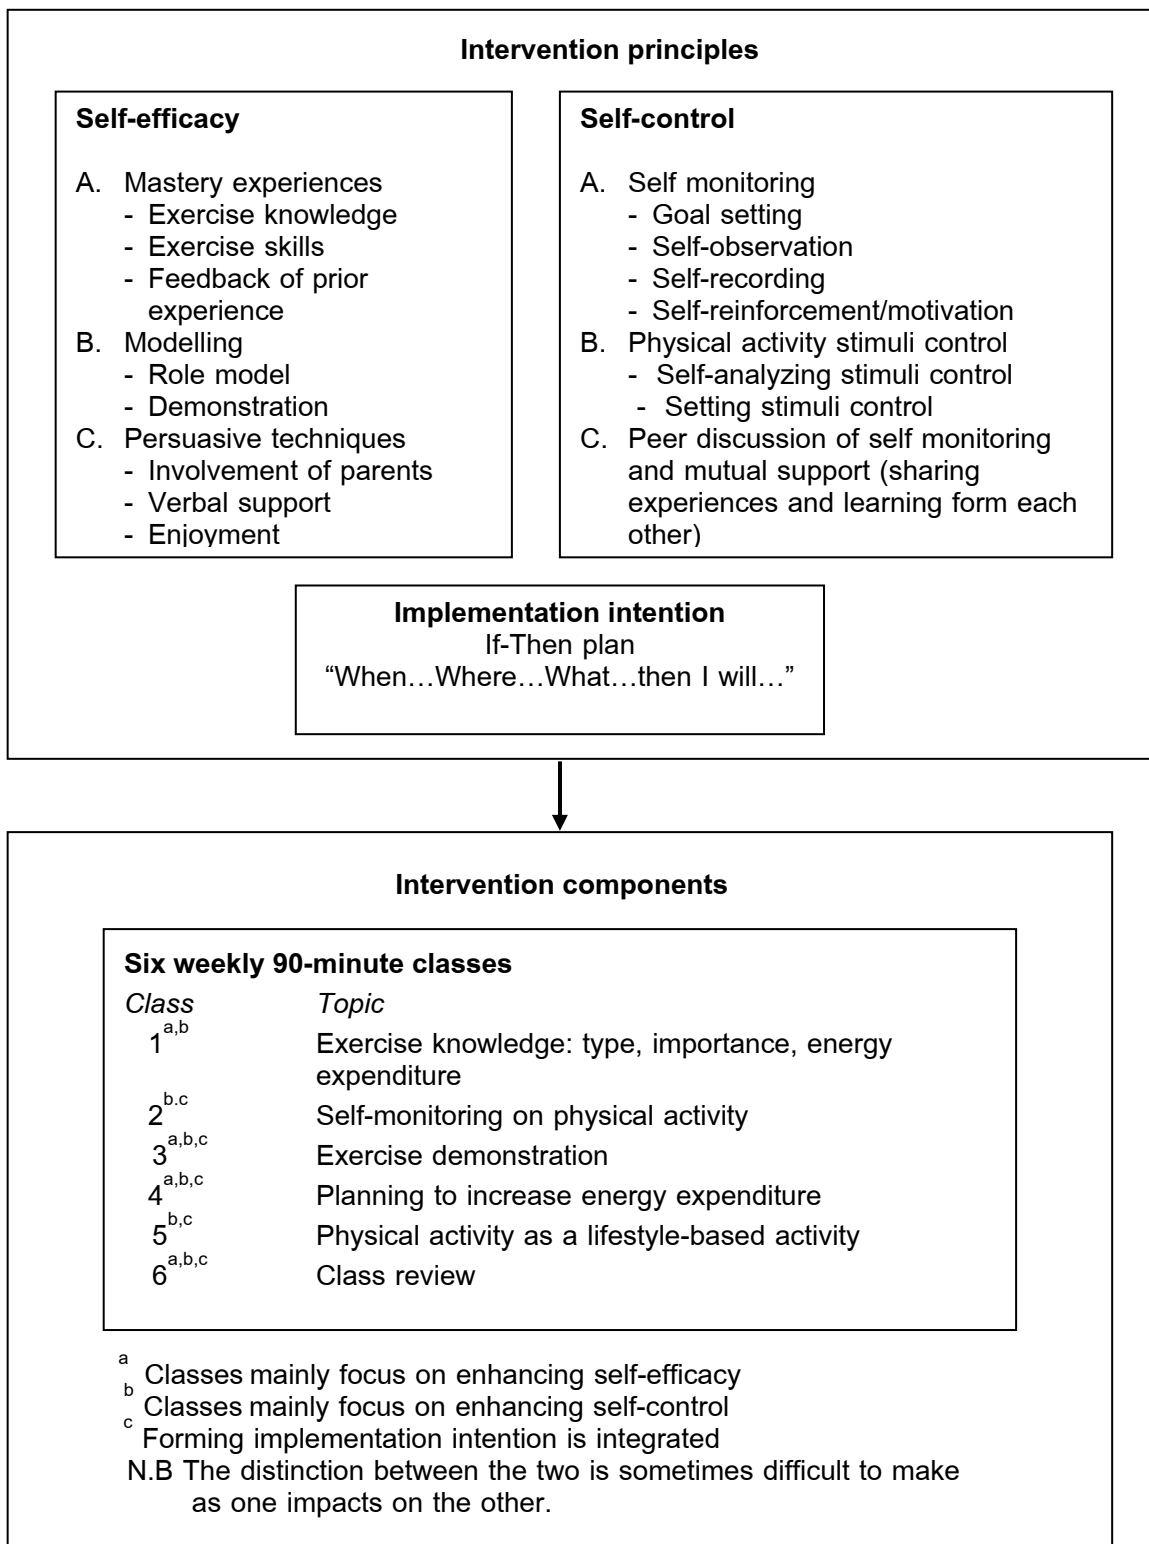 Intervention principles
Self-efficacy
A. Mastery experiences
- Exercise knowledge
- Exercise skills
- Feedback of prior
experience
B. Modelling
- Role model
- Demonstration
C. Persuasive techniques
- Involvement of parents
- Verbal support
- Enjoyment
Self-control
A. Self monitoring
- Goal setting
- Self-observation
- Self-recording
- Self-reinforcement/motivation
B. Physical activity stimuli control
- Self-analyzing stimuli control
- Setting stimuli control
C. Peer discussion of self monitoring
and mutual support (sharing
experiences and learning form each
other)
Implementation intention
If-Then plan
“When…Where…What…then I will…”
Intervention components
Six weekly 90-minute classes
Class Topic
1a,b Exercise knowledge: type, importance, energy
expenditure
2b.c Self-monitoring on physical activity
3a,b,c Exercise demonstration
4a,b,c Planning to increase energy expenditure
5b,c Physical activity as a lifestyle-based activity
6a,b,c Class review
a Classes mainly focus on enhancing self-efficacy
b Classes mainly focus on enhancing self-control
c Forming implementation intention is integrated
N.B The distinction between the two is sometimes difficult to make
as one impacts on the other.